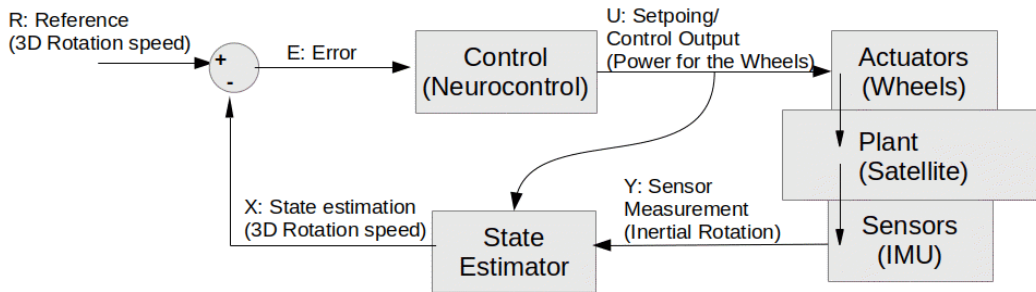 R: Reference
(3D Rotation speed)
+
-
E: Error
Control
(Neurocontrol)
U: Setpoing/
Control Output
(Power for the Wheels)
Actuators
(Wheels)
Plant
(Satellite)
Sensors
(IMU)
Y: Sensor
Measurement
(Inertial Rotation)
State
Estimator
X: State estimation
(3D Rotation speed)